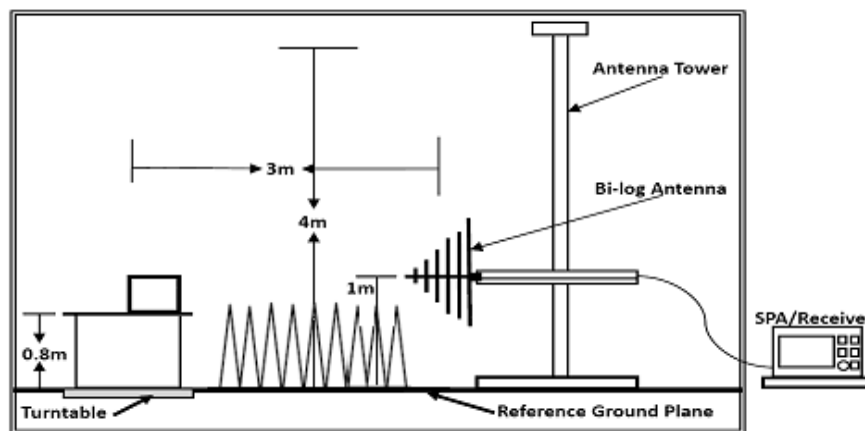 Antenna Tower
3m
Bi-log Antenna
4m
1m
SPA/Receive
0.8m
Turntable
Reference Ground Plane